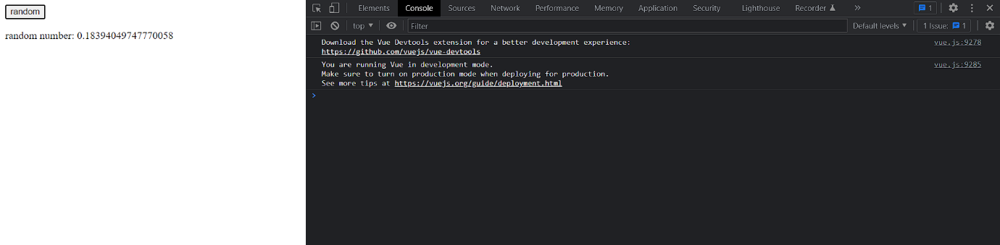 random
random number: 0.18394049747770058
Elements Console Sources Network Performance Memory Application Security Lighthouse Recorder » 1
top Filter Default levels 1 Issue: 1
Download the Vue Devtools extension for a better development experience: vue.js:9278
https://github.com/vuejs/vue-devtools
You are running Vue in development mode. vue.js:9285
Make sure to turn on production mode when deploying for production.
See more tips at https://vuejs.org/guide/deployment.html